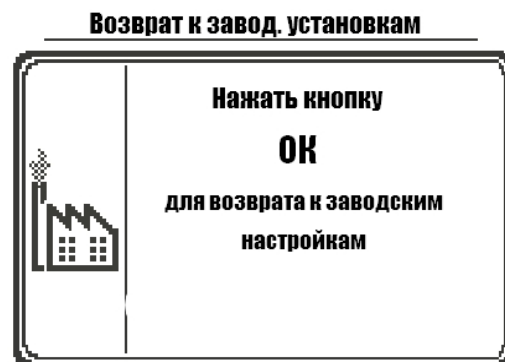 Возврат к завод. установкам
Нажать кнопку
ОК
для возврата к заводским
настройкам